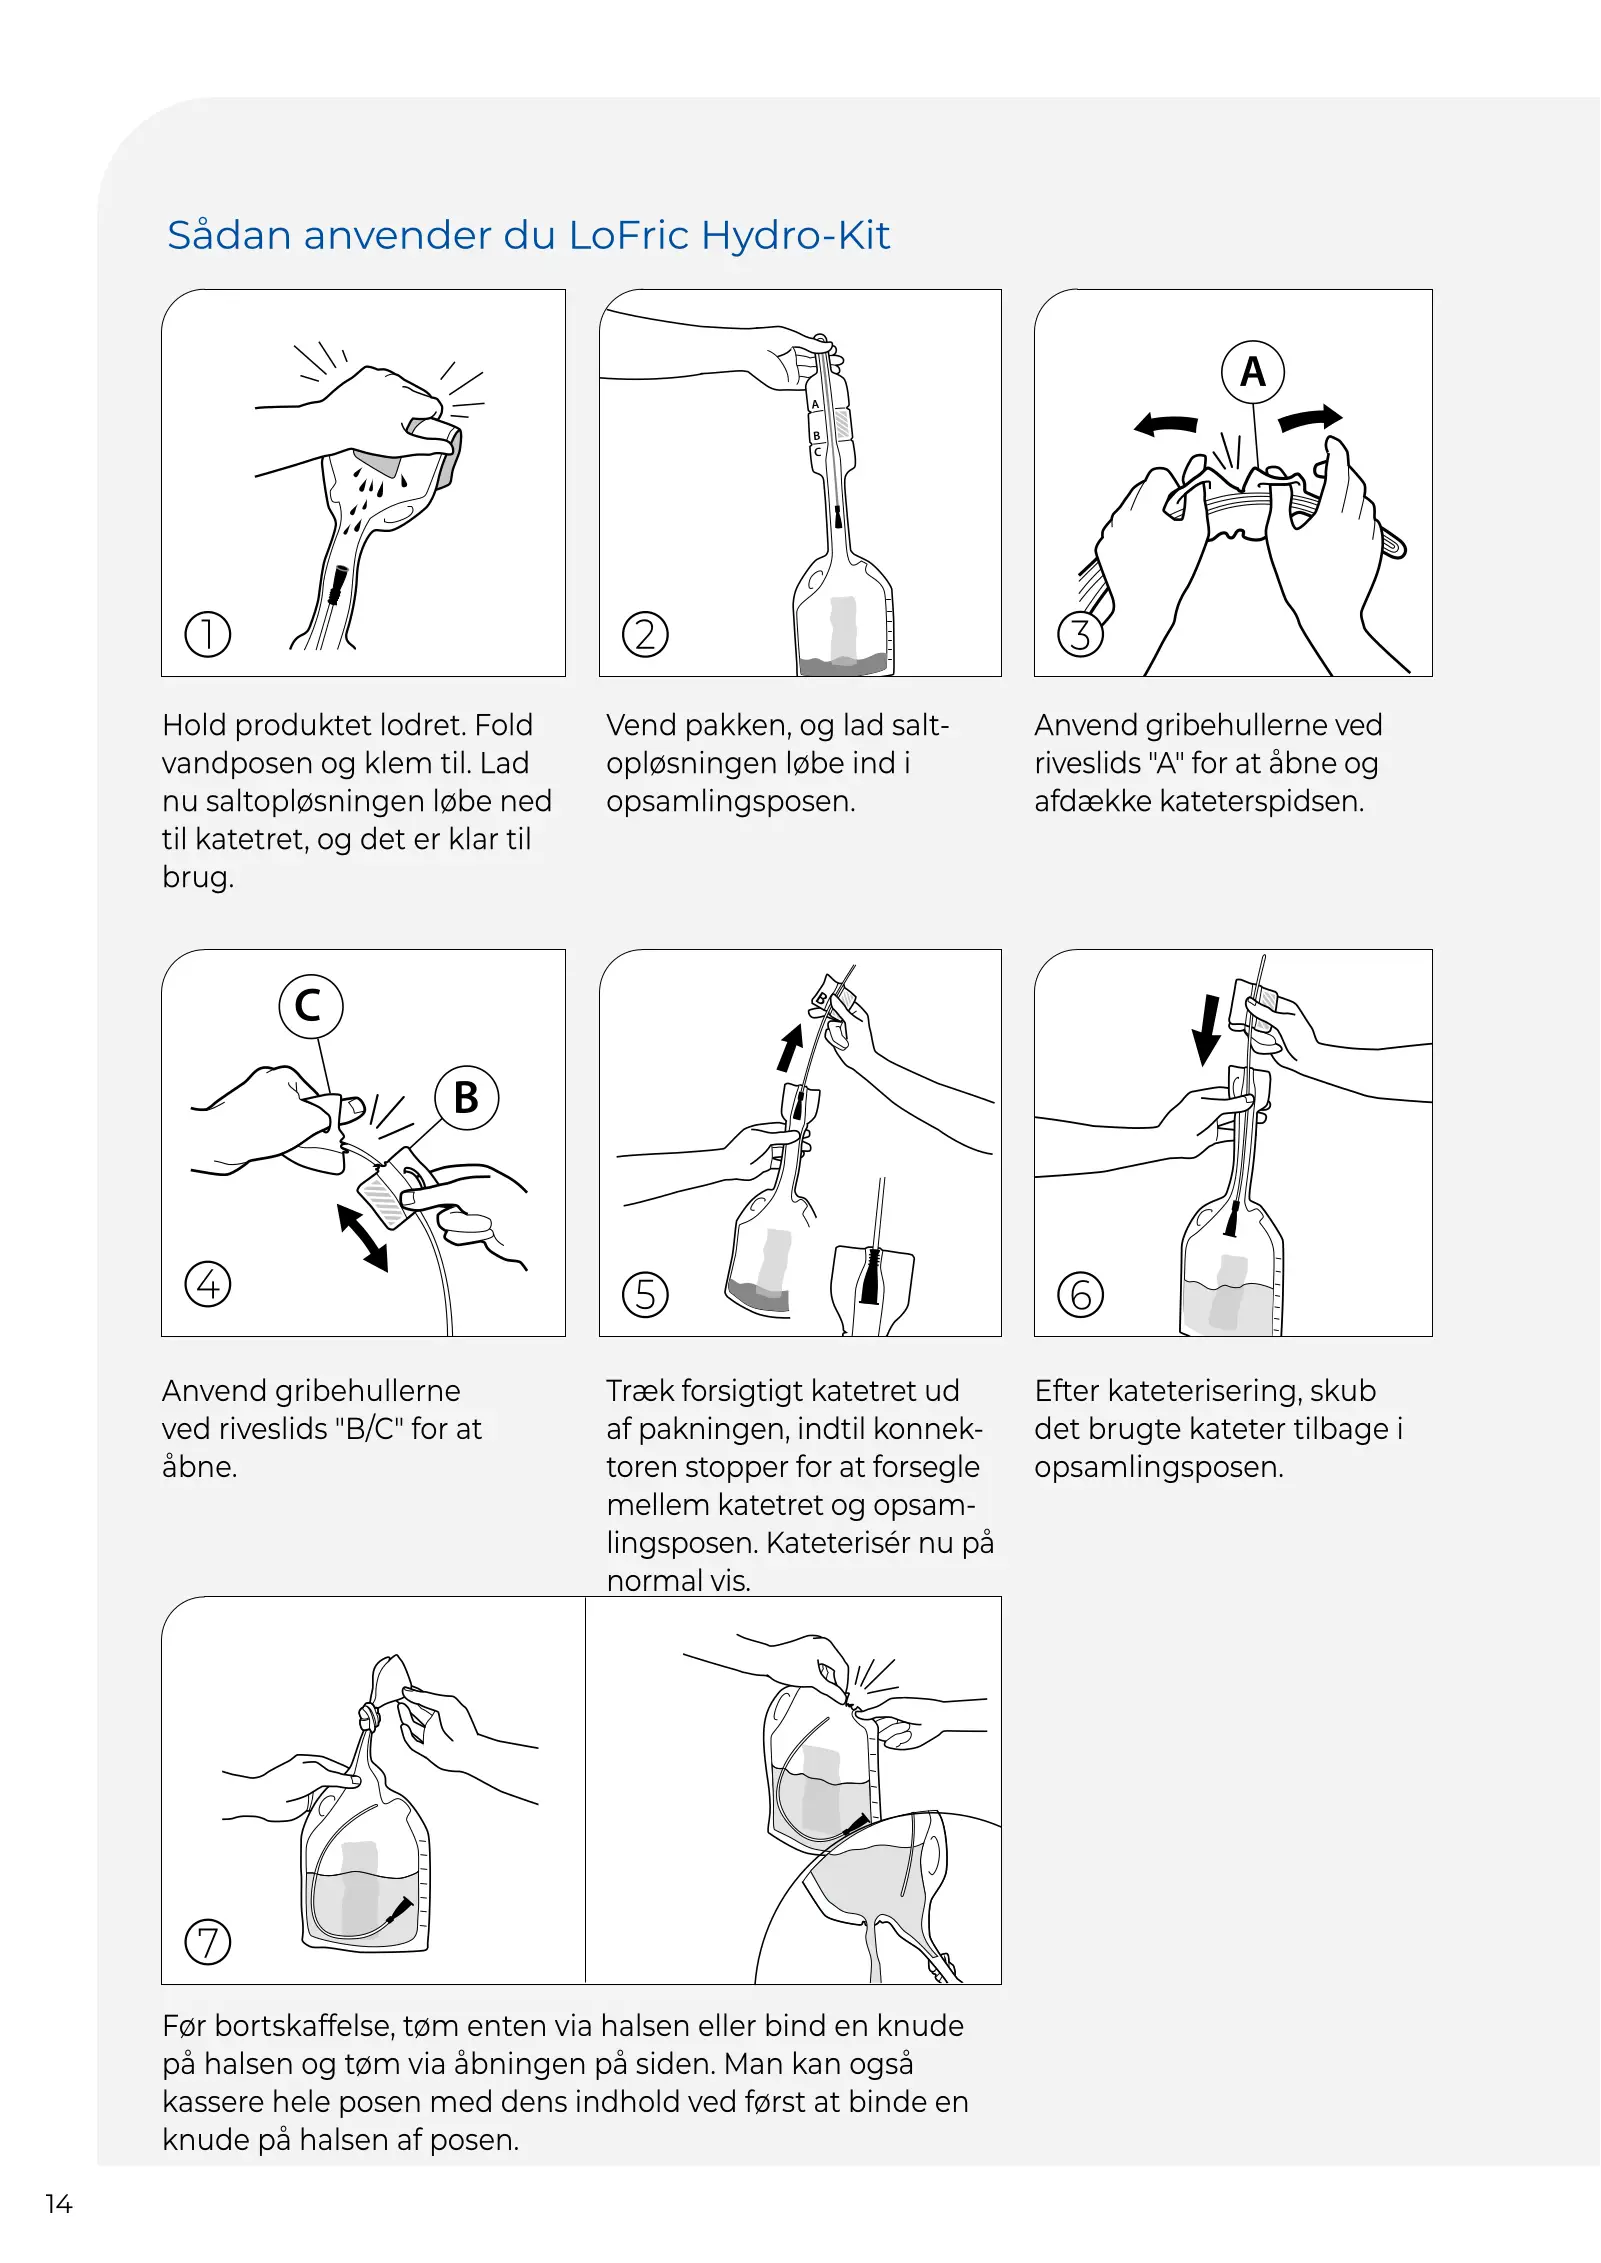 Sådan anvender du LoFric Hydro-Kit
1
Hold produktet lodret. Fold
vandposen og klem til. Lad
nu saltopløsningen løbe ned
til katetret, og det er klar til
brug.
A
B
C
2
Vend pakken, og lad salt-
opløsningen løbe ind i
opsamlingsposen.
A
3
Anvend gribehullerne ved
riveslids "A" for at åbne og
afdække kateterspidsen.
C
B
4
Anvend gribehullerne
ved riveslids "B/C" for at
åbne.
B
5
Træk forsigtigt katetret ud
af pakningen, indtil konnek-
toren stopper for at forsegle
mellem katetret og opsam-
lingsposen. Kateterisér nu på
normal vis.
6
Efter kateterisering, skub
det brugte kateter tilbage i
opsamlingsposen.
7
Før bortskaffelse, tøm enten via halsen eller bind en knude
på halsen og tøm via åbningen på siden. Man kan også
kassere hele posen med dens indhold ved først at binde en
knude på halsen af posen.
14